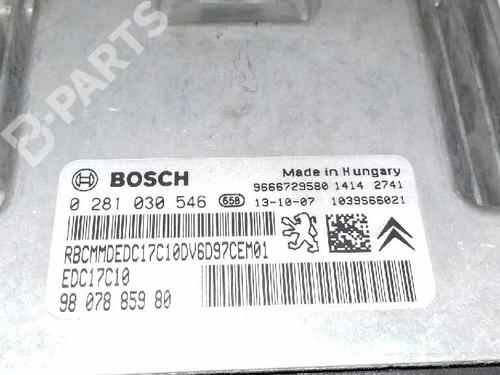 B-PARTS
BOSCH
Made in Hungary
9666729580 1414 2741
0 281 030 546 658 13-10-07 1039S66021
RBCMMDEDC17C10DV6D97CEM01
EDC17C10
98 078 859 80